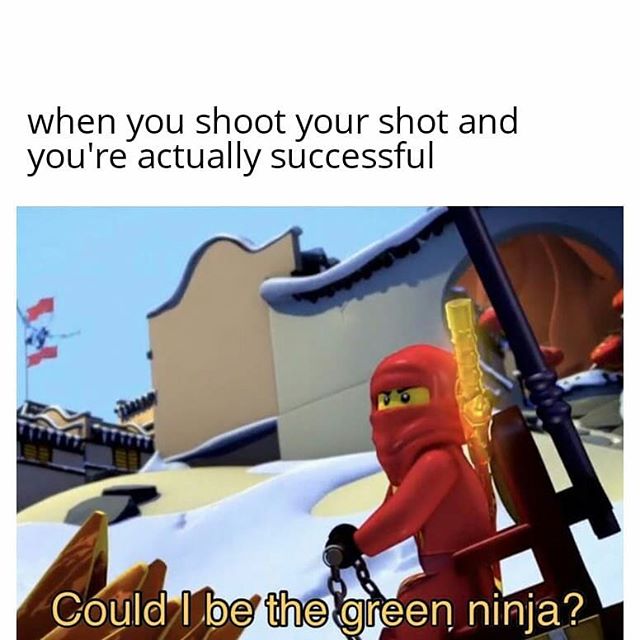 when you shoot your shot and
you're actually successful
Could I be the green ninja?